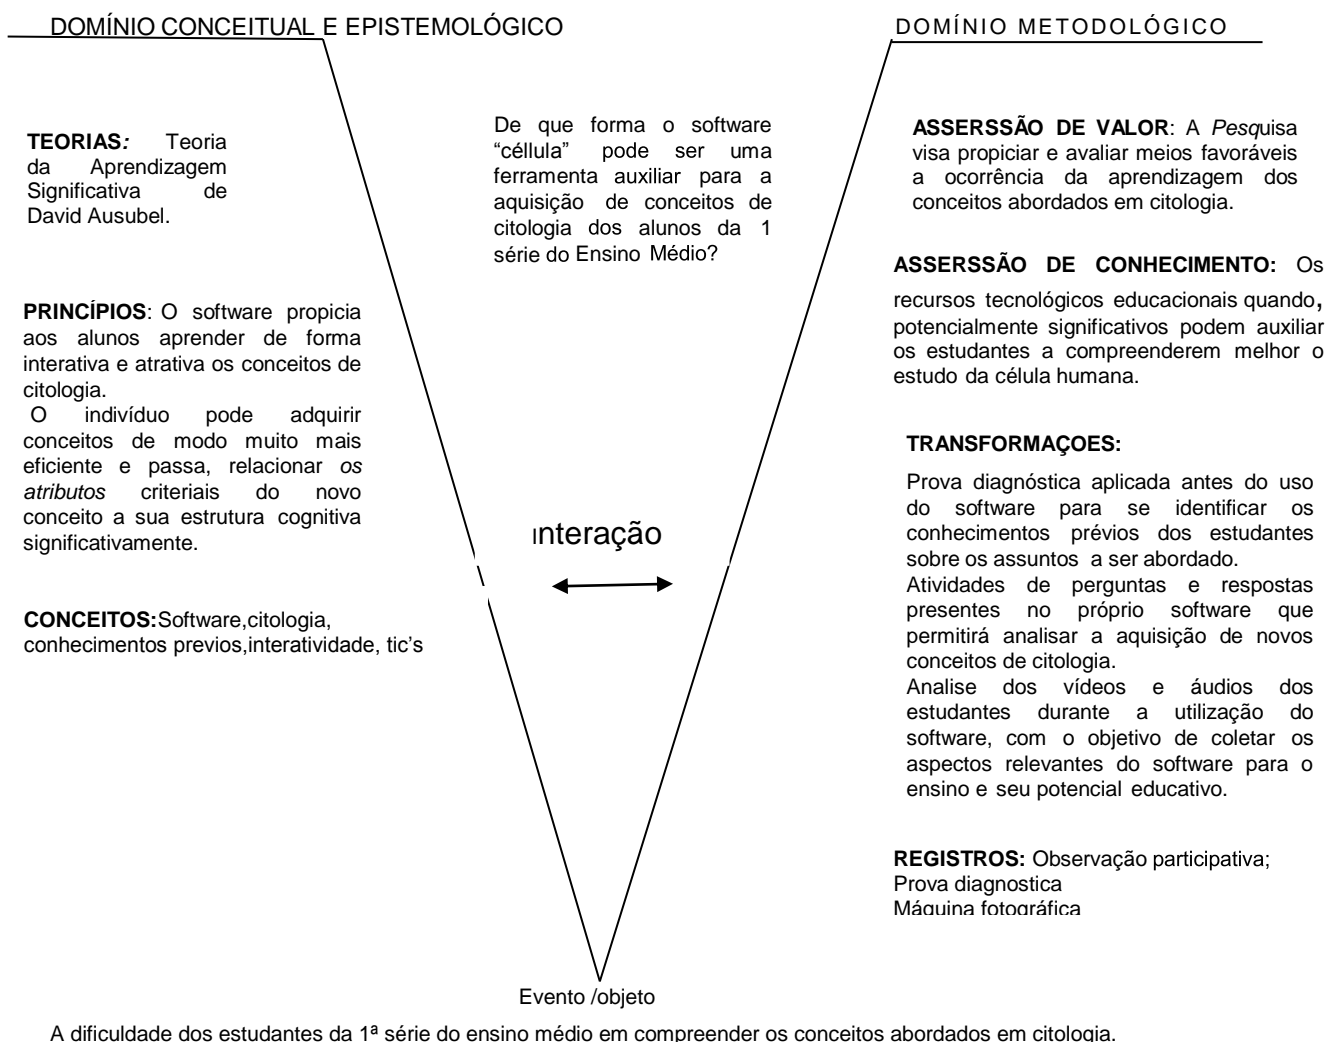 DOMÍNIO CONCEITUAL E EPISTEMOLÓGICO
DOMÍNIO METODOLÓGICO
TEORIAS: Teoria
da Aprendizagem
Significativa de
David Ausubel.
PRINCÍPIOS: O software propicia
aos alunos aprender de forma
interativa e atrativa os conceitos de
citologia.
O indivíduo pode adquirir
conceitos de modo muito mais
eficiente e passa, relacionar os
atributos criteriais do novo
conceito a sua estrutura cognitiva
significativamente.
CONCEITOS:Software,citologia,
conhecimentos previos,interatividade, tic's
De que forma o software
“céllula” pode ser uma
ferramenta auxiliar para a
aquisição de conceitos de
citologia dos alunos da 1
série do Ensino Médio?
Interação
ASSERSSÃO DE VALOR: A Pesquisa
visa propiciar e avaliar meios favoráveis
a ocorrência da aprendizagem dos
conceitos abordados em citologia.
ASSERSSÃO DE CONHECIMENTO: Os
recursos tecnológicos educacionais quando,
potencialmente significativos podem auxiliar
os estudantes a compreenderem melhor o
estudo da célula humana.
TRANSFORMAÇOES:
Prova diagnóstica aplicada antes do uso
do software para se identificar os
conhecimentos prévios dos estudantes
sobre os assuntos a ser abordado.
Atividades de perguntas e respostas
presentes no próprio software que
permitirá analisar a aquisição de novos
conceitos de citologia.
Analise dos vídeos e áudios dos
estudantes durante a utilização do
software, com o objetivo de coletar os
aspectos relevantes do software para o
ensino e seu potencial educativo.
REGISTROS: Observação participativa;
Prova diagnostica
Máquina fotográfica
Evento /objeto
A dificuldade dos estudantes da 1ª série do ensino médio em compreender os conceitos abordados em citologia.